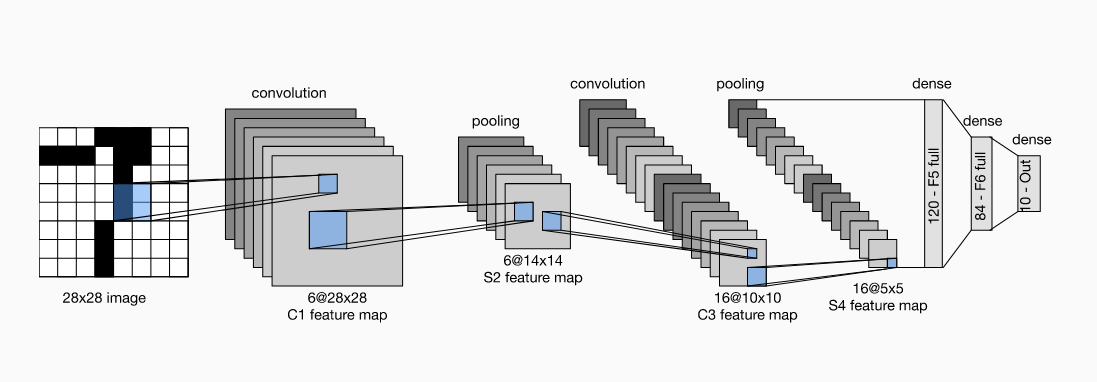 convolution
pooling
convolution
pooling
dense
dense
dense
28x28 image
6@28x28
C1 feature map
6@14x14
S2 feature map
16@10x10
C3 feature map
16@5x5
S4 feature map
120 - F5 full
84 - F6 full
10 - Out